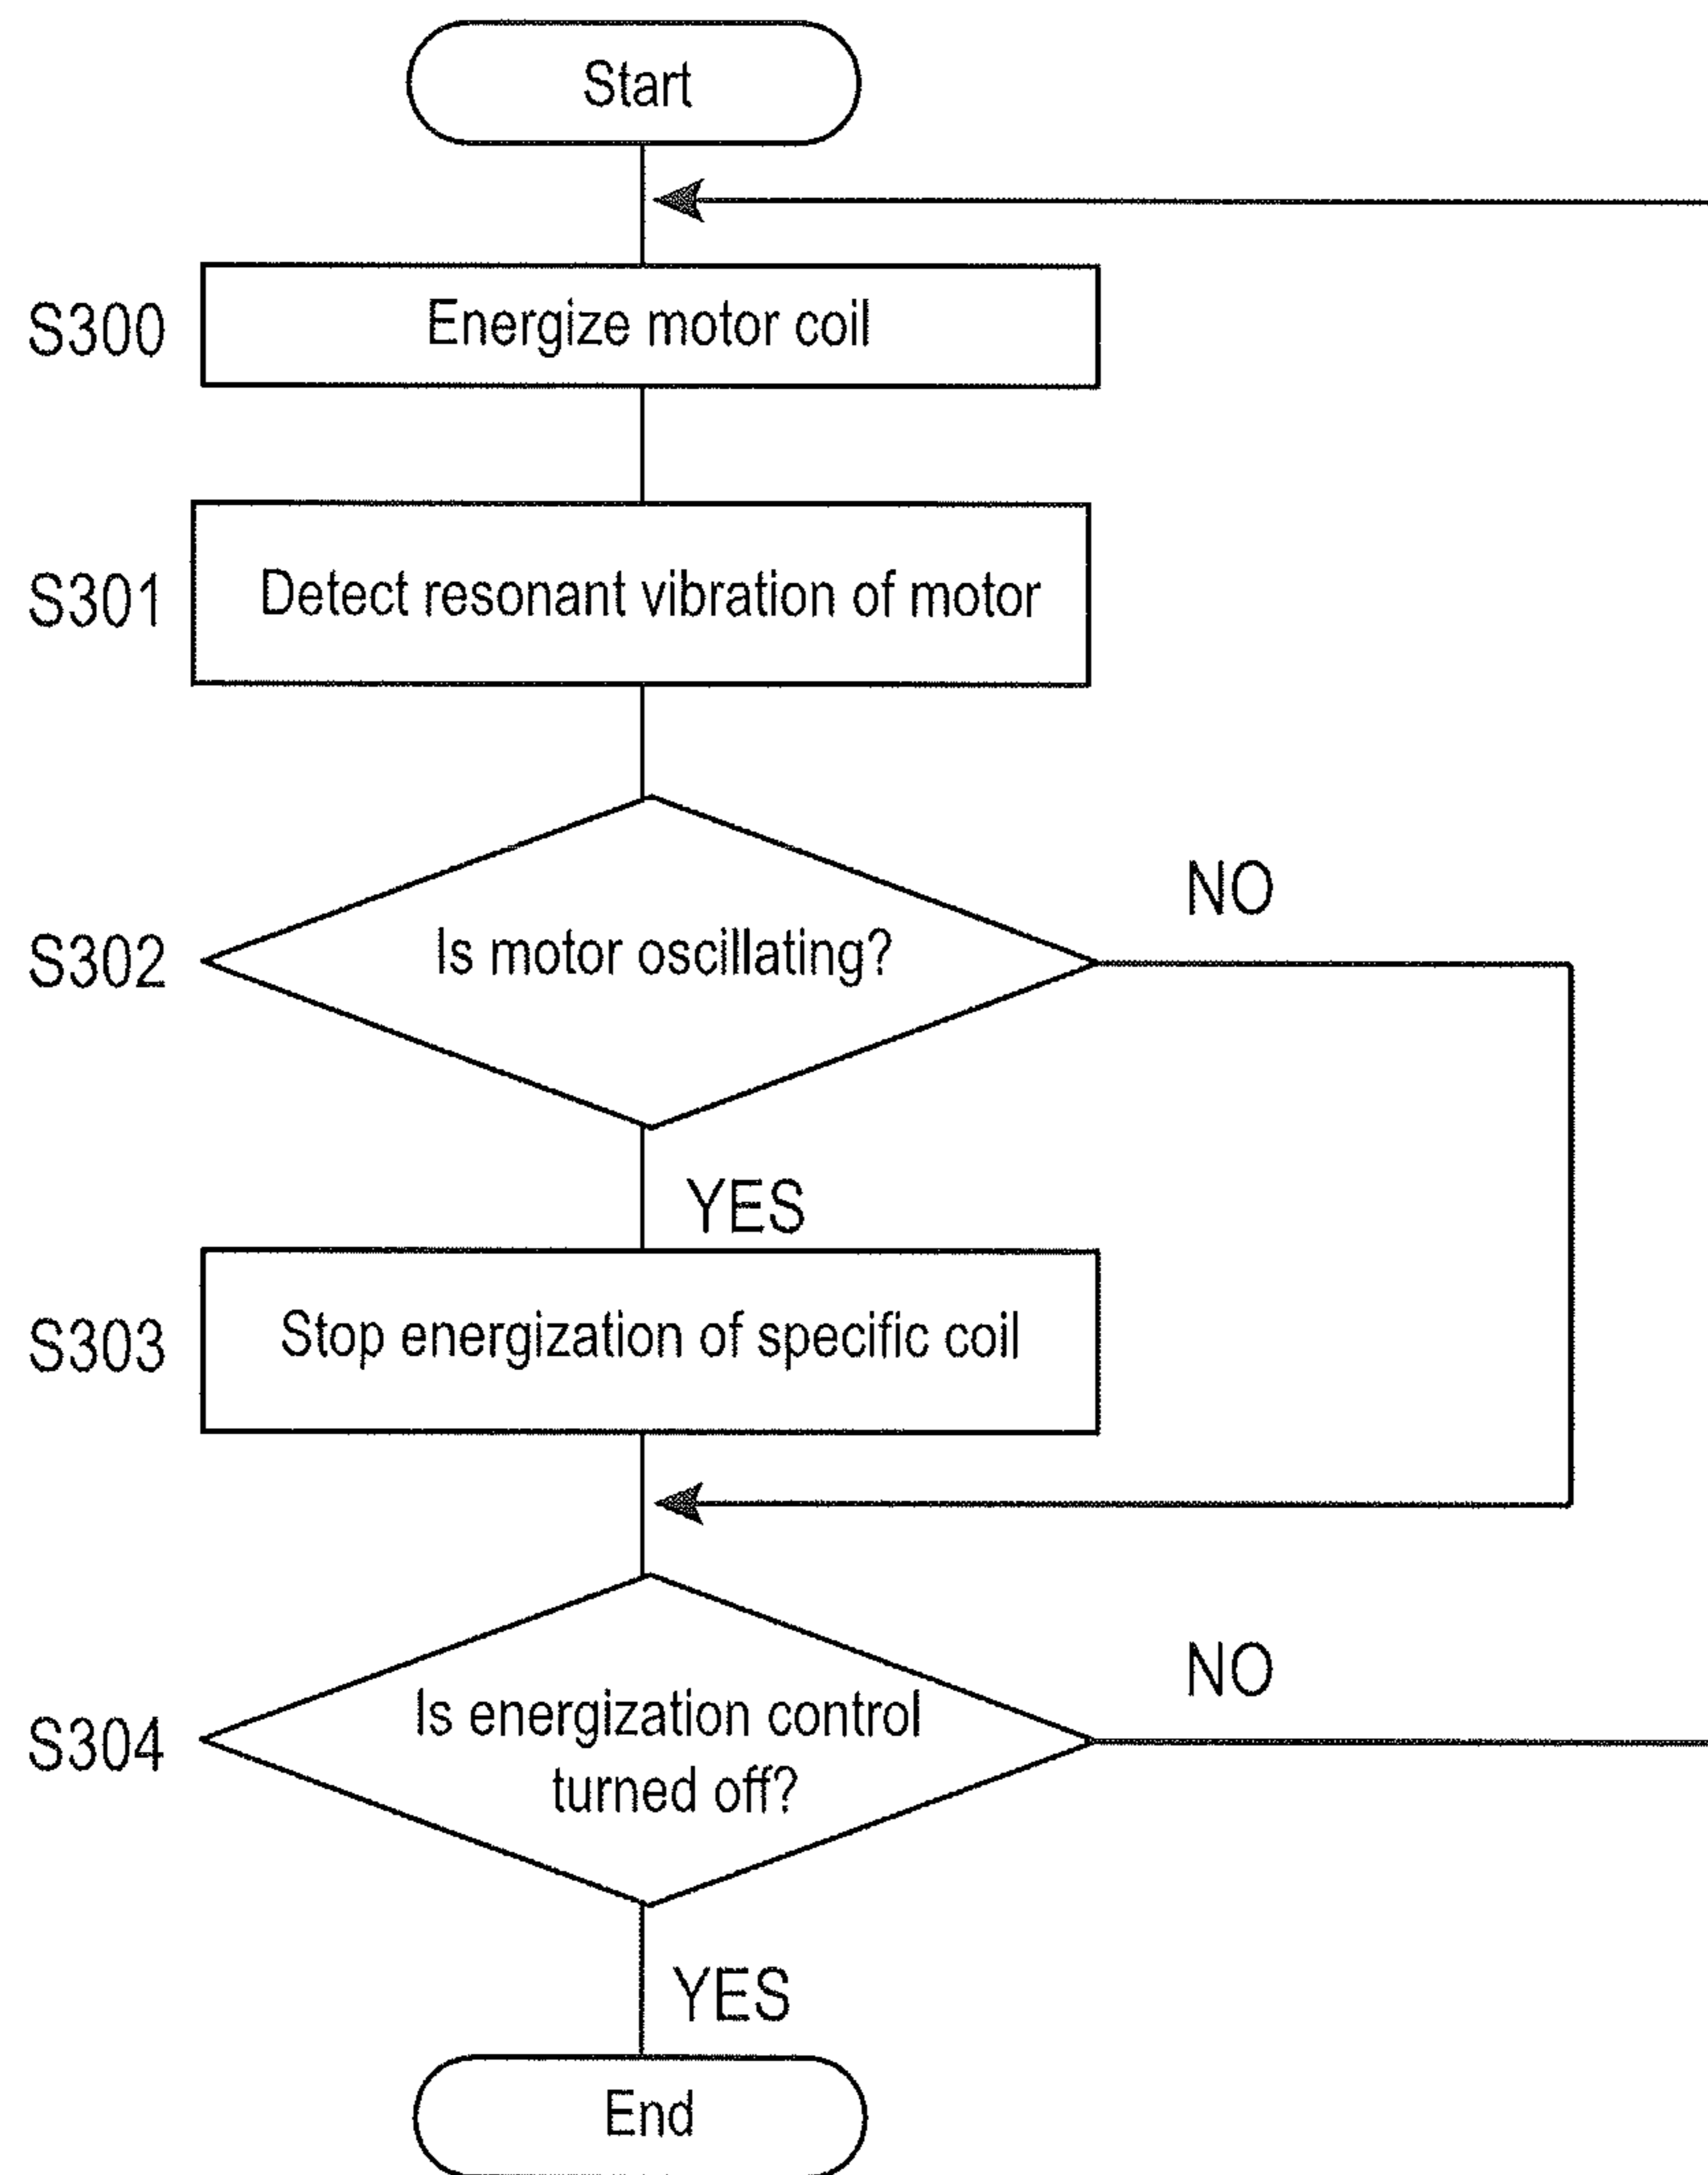 Start
S300
Energize motor coil
S301
Detect resonant vibration of motor
S302
Is motor oscillating?
NO
YES
S303
Stop energization of specific coil
S304
Is energization control
turned off?
NO
YES
End